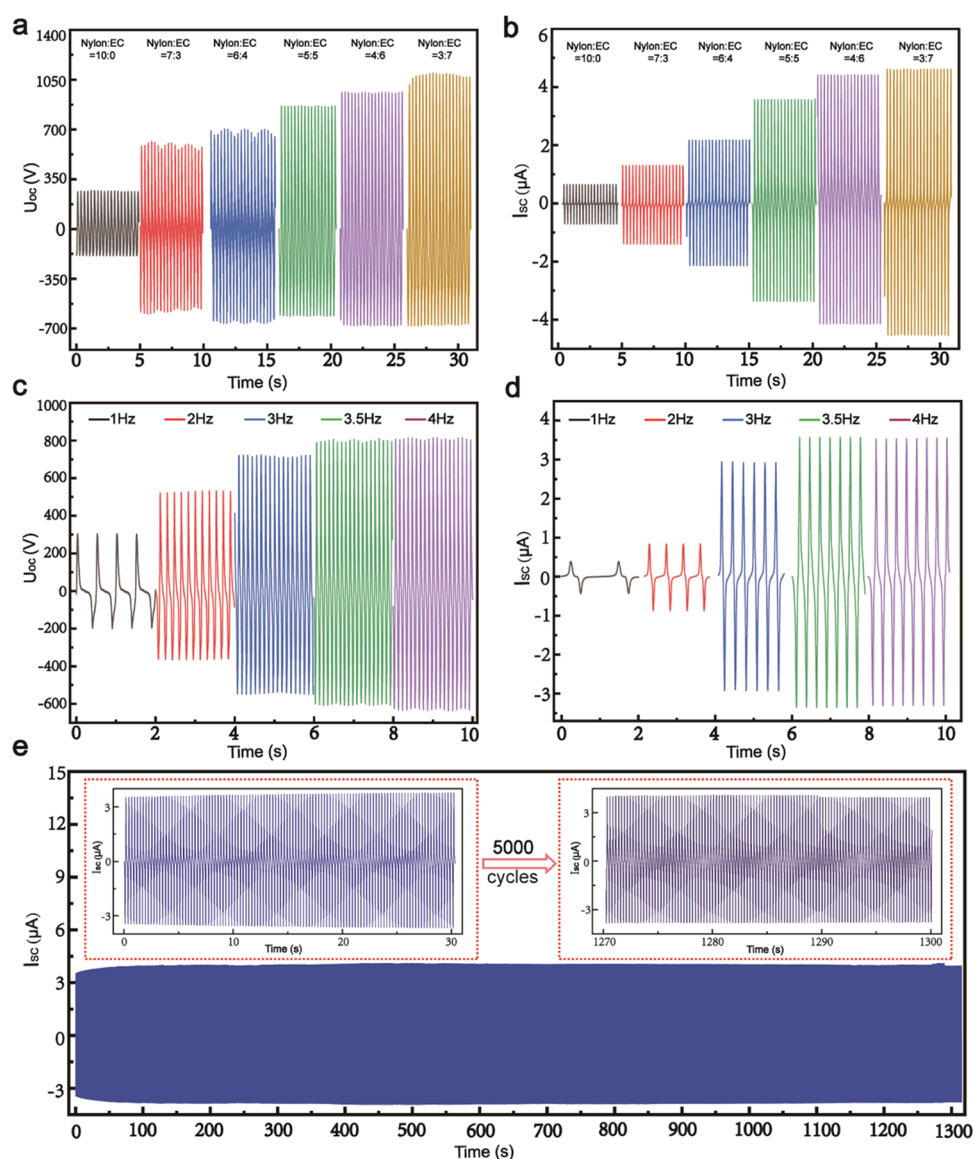 a
Nylon:EC Nylon:EC Nylon:EC Nylon:EC Nylon:EC Nylon:EC
=10:0 =7:3 =6:4 =5:5 =4:6 =3:7
1400
1050
700
350
0
-350
-700
Uoc (V)
0 5 10 15 20 25 30
Time (s)
b
Nylon:EC Nylon:EC Nylon:EC Nylon:EC Nylon:EC Nylon:EC
=10:0 =7:3 =6:4 =5:5 =4:6 =3:7
6
4
2
0
-2
-4
Isc (μA)
0 5 10 15 20 25 30
Time (s)
c
1Hz 2Hz 3Hz 3.5Hz 4Hz
1000
800
600
400
200
0
-200
-400
-600
Uoc (V)
0 2 4 6 8 10
Time (s)
d
1Hz 2Hz 3Hz 3.5Hz 4Hz
4
3
2
1
0
-1
-2
-3
Isc (μA)
0 2 4 6 8 10
Time (s)
e
15
12
9
6
3
0
-3
Isc (μA)
3
0
-3
Isc (μA)
0 10 20 30
Time (s)
5000
cycles
3
0
-3
Isc (μA)
1270 1280 1290 1300
Time (s)
0 100 200 300 400 500 600 700 800 900 1000 1100 1200 1300
Time (s)